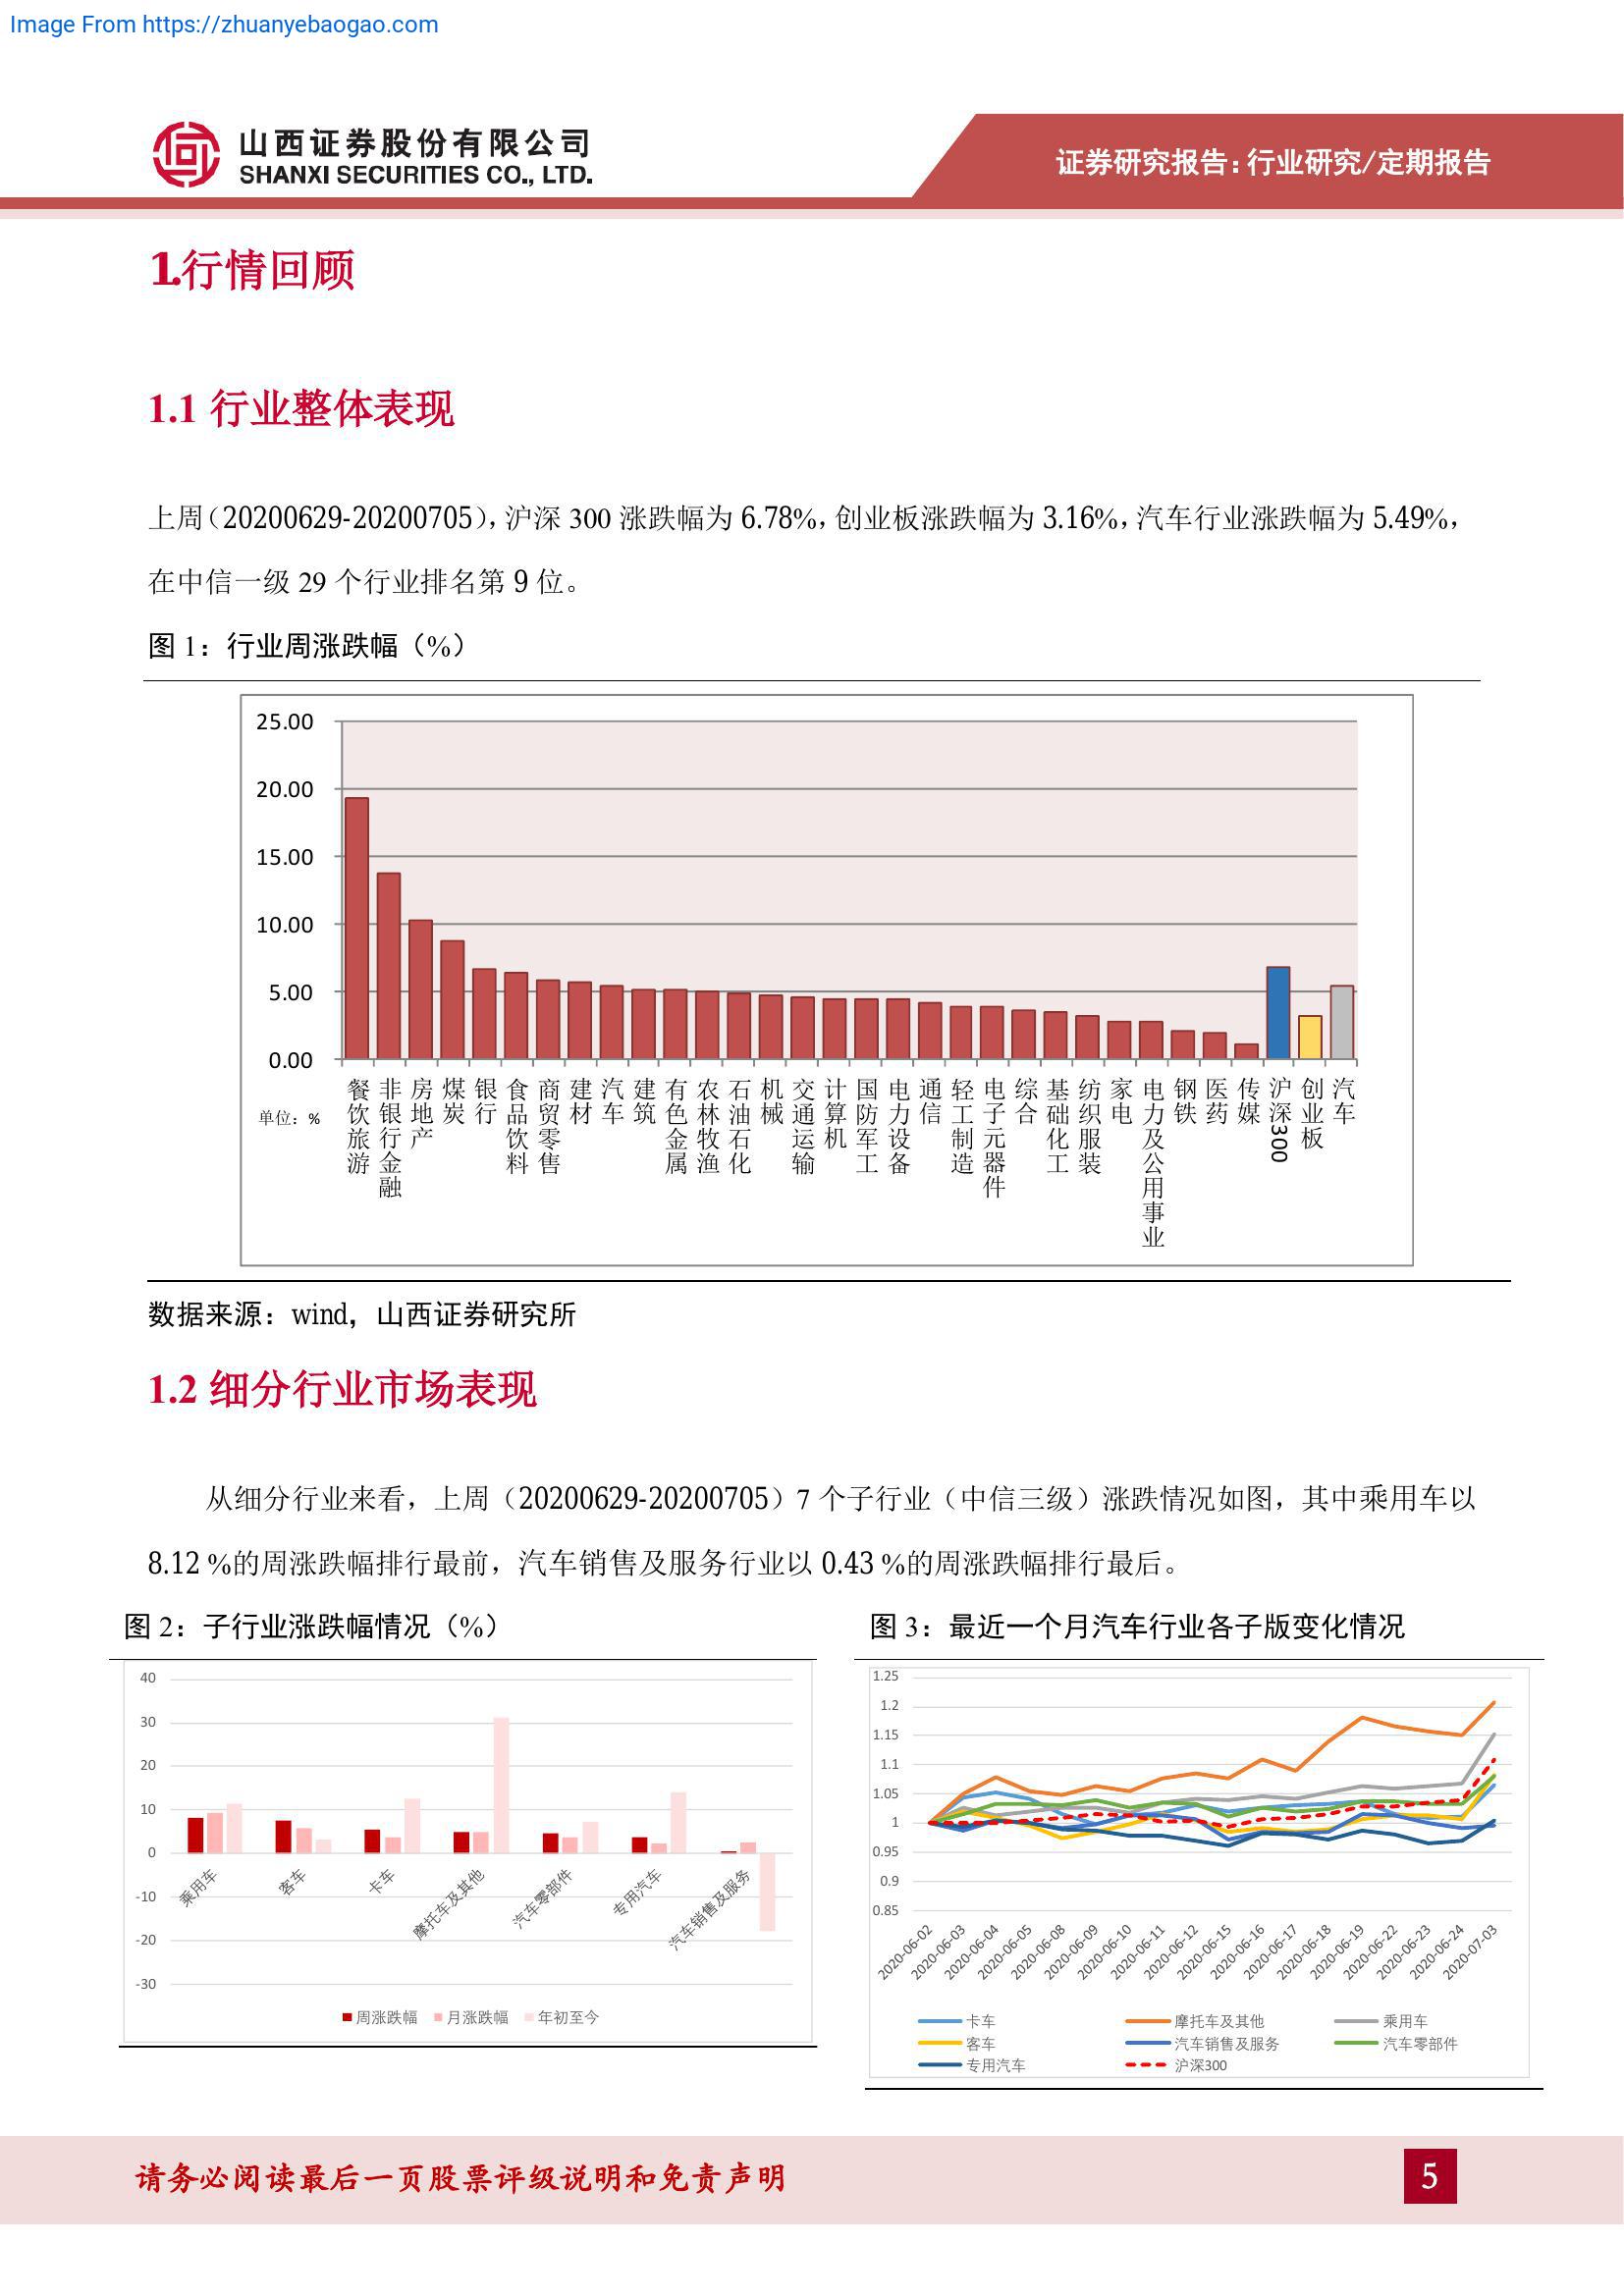 Image From https://zhuanyebaogao.com
山西证券股份有限公司
SHANXI SECURITIES CO., LTD.
证券研究报告:行业研究/定期报告
1.行情回顾
1.1 行业整体表现
上周（20200629-20200705），沪深 300 涨跌幅为 6.78%，创业板涨跌幅为 3.16%，汽车行业涨跌幅为 5.49%，
在中信一级 29 个行业排名第 9 位。
图 1：行业周涨跌幅（%）
25.00
20.00
15.00
10.00
5.00
0.00
单位：%
餐饮旅游
非银行金融
房地产
煤炭
银行
食品饮料
商贸零售
建材
汽车
建筑
有色金属
农林牧渔
石油石化
机械
交通运输
计算机
国防军工
电力设备
通信
轻工制造
电子元器件
综合
基础化工
纺织服装
家电
电力及公用事业
钢铁
医药
传媒
沪深300
创业板
汽车
数据来源：wind，山西证券研究所
1.2 细分行业市场表现
从细分行业来看，上周（20200629-20200705）7 个子行业（中信三级）涨跌情况如图，其中乘用车以
8.12 %的周涨跌幅排行最前，汽车销售及服务行业以 0.43 %的周涨跌幅排行最后。
图 2：子行业涨跌幅情况（%）
40
30
20
10
0
-10
-20
-30
乘用车
客车
卡车
摩托车及其他
汽车零部件
专用汽车
汽车销售及服务
周涨跌幅 月涨跌幅 年初至今
图 3：最近一个月汽车行业各子版变化情况
1.25
1.2
1.15
1.1
1.05
1
0.95
0.9
0.85
2020-06-02
2020-06-03
2020-06-04
2020-06-05
2020-06-08
2020-06-09
2020-06-10
2020-06-11
2020-06-12
2020-06-15
2020-06-16
2020-06-17
2020-06-18
2020-06-19
2020-06-22
2020-06-23
2020-06-24
2020-07-03
卡车 摩托车及其他 乘用车
客车 汽车销售及服务 汽车零部件
专用汽车 沪深300
请务必阅读最后一页股票评级说明和免责声明
5